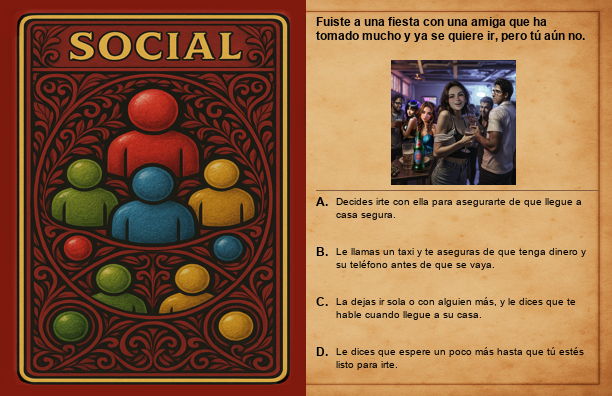 SOCIAL
Fuiste a una fiesta con una amiga que ha
tomado mucho y ya se quiere ir, pero tú aún no.
A. Decides irte con ella para asegurarte de que llegue a
casa segura.
B. Le llamas un taxi y te aseguras de que tenga dinero y
su teléfono antes de que se vaya.
C. La dejas ir sola o con alguien más, y le dices que te
hable cuando llegue a su casa.
D. Le dices que espere un poco más hasta que tú estés
listo para irte.